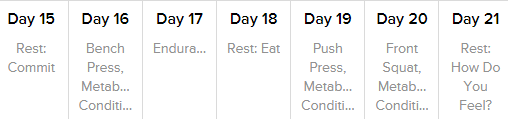 Day 15
Rest:
Commit
Day 16
Bench
Press,
Metab...
Conditi...
Day 17
Endura...
Day 18
Rest: Eat
Day 19
Push
Press,
Metab...
Conditi...
Day 20
Front
Squat,
Metab...
Conditi...
Day 21
Rest:
How Do
You
Feel?